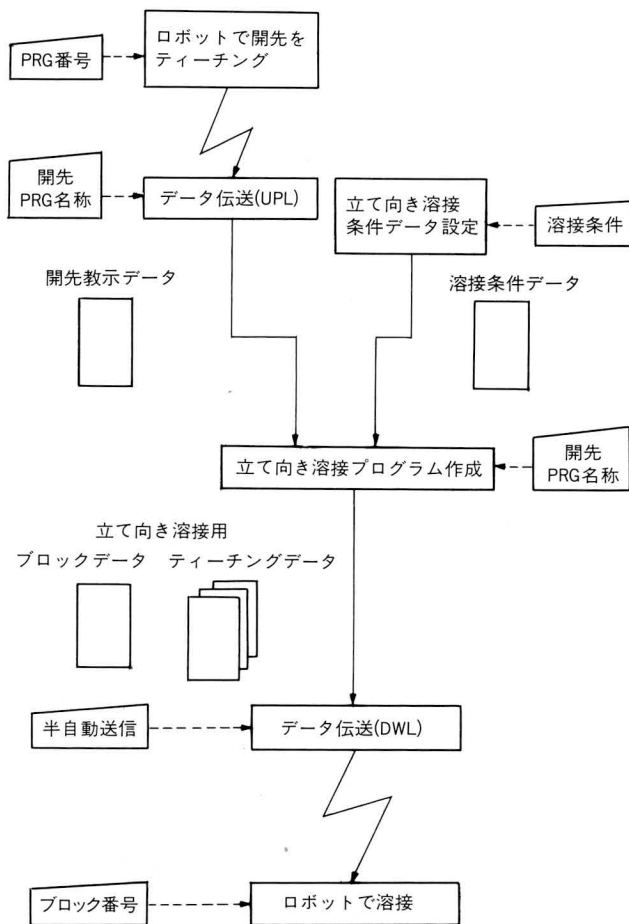 ロボットで開先を
ティーチング
PRG番号
開先
PRG名称
データ伝送(UPL)
立て向き溶接
条件データ設定
溶接条件
開先教示データ
溶接条件データ
立て向き溶接プログラム作成
開先
PRG名称
立て向き溶接用
ブロックデータ ティーチングデータ
半自動送信
データ伝送(DWL)
ブロック番号
ロボットで溶接